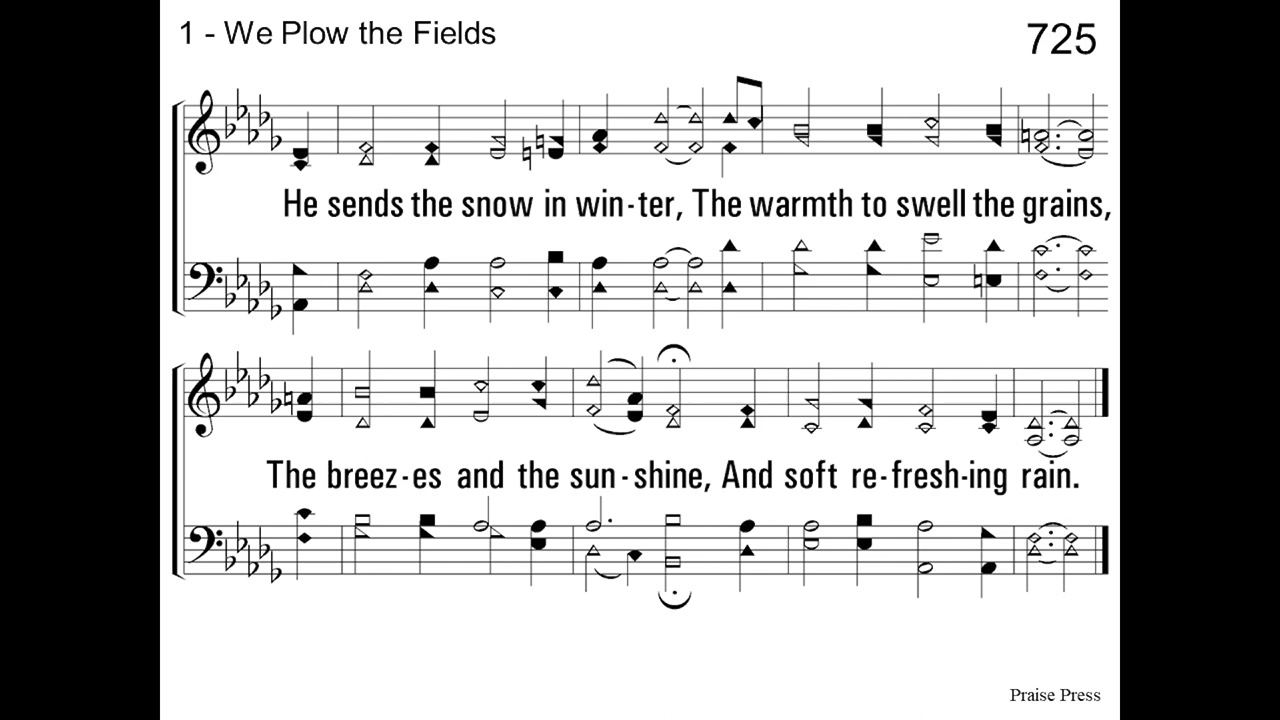 1 - We Plow the Fields
725
He sends the snow in win-ter, The warmth to swell the grains,
The breez-es and the sun-shine, And soft re-fresh-ing rain.
Praise Press